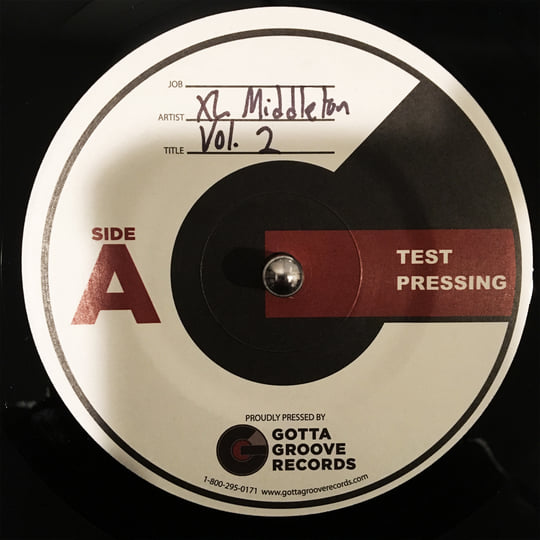 JOB
ARTIST XL Middleton
TITLE Vol. 2
SIDE
A
TEST
PRESSING
PROUDLY PRESSED BY
GOTTA
GROOVE
RECORDS
1-800-295-0171 www.gottagrooverecords.com